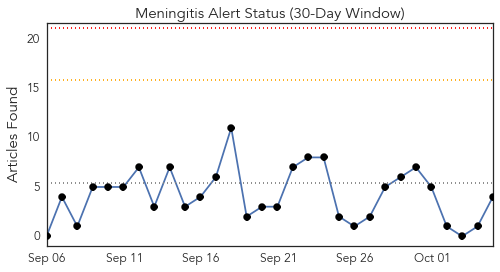 Meningitis Alert Status (30-Day Window)
Articles Found
20
15
10
5
0
Sep 06 Sep 11 Sep 16 Sep 21 Sep 26 Oct 01